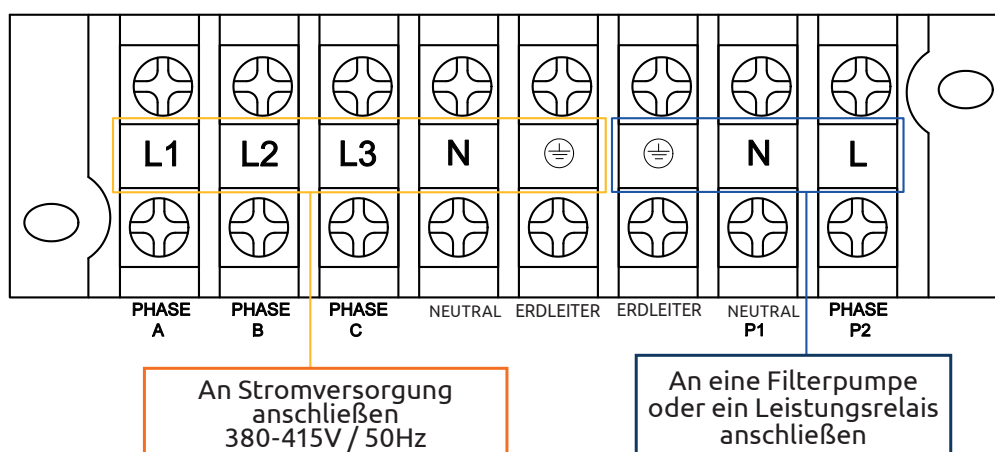 L1 L2 L3 N N L
PHASE A PHASE B PHASE C NEUTRAL ERDLEITER ERDLEITER NEUTRAL P1 PHASE P2
An Stromversorgung
anschließen
380-415V / 50Hz
An eine Filterpumpe
oder ein Leistungsrelais
anschließen